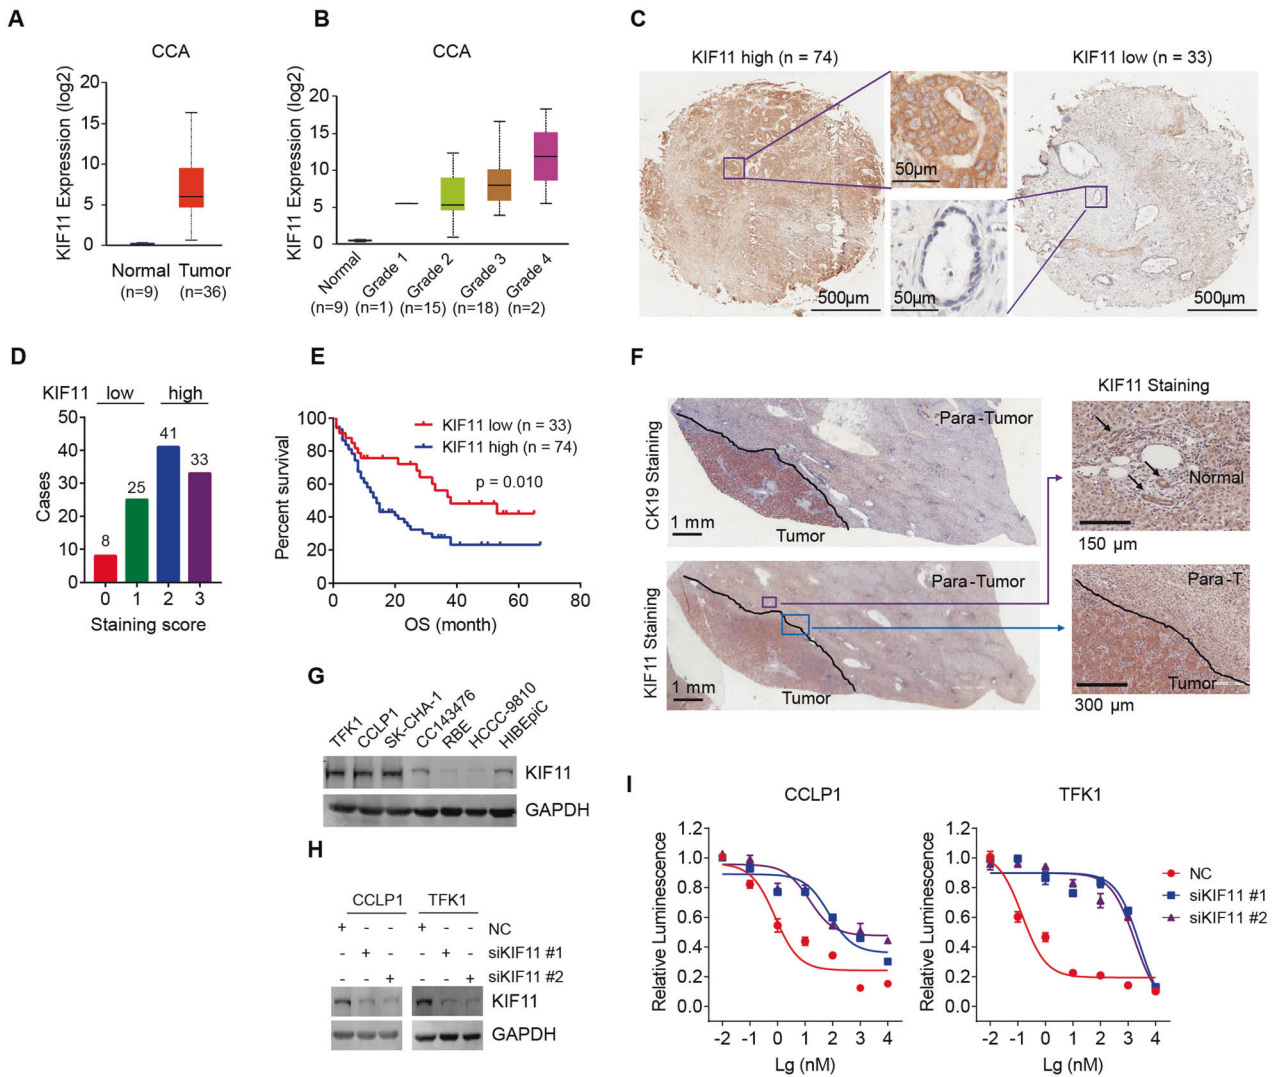 A
CCA
KIF11 Expression (log2)
20
15
10
5
0
Normal Tumor
(n=9) (n=36)
B
CCA
KIF11 Expression (log2)
20
15
10
5
0
Normal Grade 1 Grade 2 Grade 3 Grade 4
(n=9) (n=1) (n=15) (n=18) (n=2)
C
KIF11 high (n = 74)
KIF11 low (n = 33)
50µm
50µm
500µm
500µm
D
KIF11 low high
Cases
50
40
30
20
10
0
8 25 41 33
0 1 2 3
Staining score
E
Percent survival
100
80
60
40
20
0
KIF11 low (n = 33)
KIF11 high (n = 74)
p = 0.010
0 20 40 60 80
OS (month)
F
CK19 Staining
Para-Tumor
1 mm
Tumor
KIF11 Staining
Para-Tumor
1 mm
Tumor
KIF11 Staining
Normal
150 µm
Para-T
Tumor
300 µm
G
TFK1 CCLP1 SK-CHA-1 CC143476 RBE HCCC-9810 HIBEpiC
KIF11
GAPDH
H
CCLP1 TFK1
+ - - + - - NC
- + - - + - siKIF11 #1
- - + - - + siKIF11 #2
KIF11
GAPDH
I
CCLP1
Relative Luminescence
1.2
1.0
0.8
0.6
0.4
0.2
0.0
-2 -1 0 1 2 3 4
Lg (nM)
TFK1
Relative Luminescence
1.2
1.0
0.8
0.6
0.4
0.2
0.0
-2 -1 0 1 2 3 4
Lg (nM)
NC
siKIF11 #1
siKIF11 #2